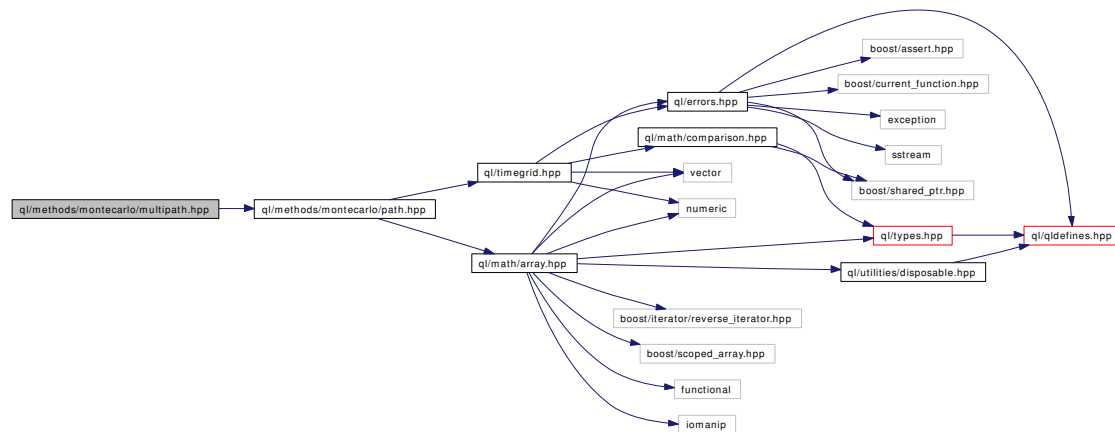 boost/assert.hpp
boost/current_function.hpp
ql/errors.hpp
exception
ql/math/comparison.hpp
sstream
ql/timegrid.hpp
vector
boost/shared_ptr.hpp
ql/methods/montecarlo/multipath.hpp
ql/methods/montecarlo/path.hpp
numeric
ql/types.hpp
ql/qldefines.hpp
ql/math/array.hpp
ql/utilities/disposable.hpp
boost/iterator/reverse_iterator.hpp
boost/scoped_array.hpp
functional
iomanip